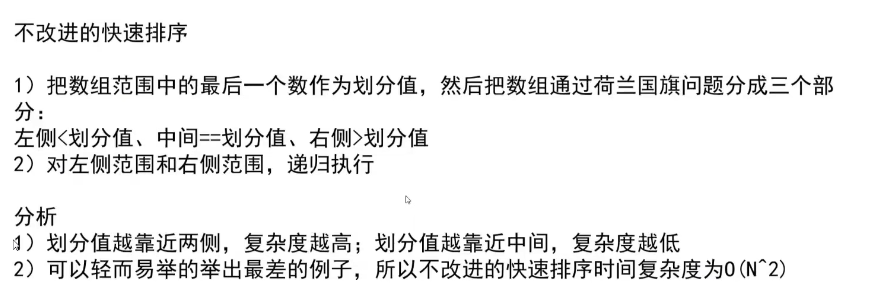 不改进的快速排序
1）把数组范围中的最后一个数作为划分值，然后把数组通过荷兰国旗问题分成三个部
分：
左侧<划分值、中间==划分值、右侧>划分值
2）对左侧范围和右侧范围，递归执行
分析
1）划分值越靠近两侧，复杂度越高；划分值越靠近中间，复杂度越低
2）可以轻而易举的举出最差的例子，所以不改进的快速排序时间复杂度为O(N^2)